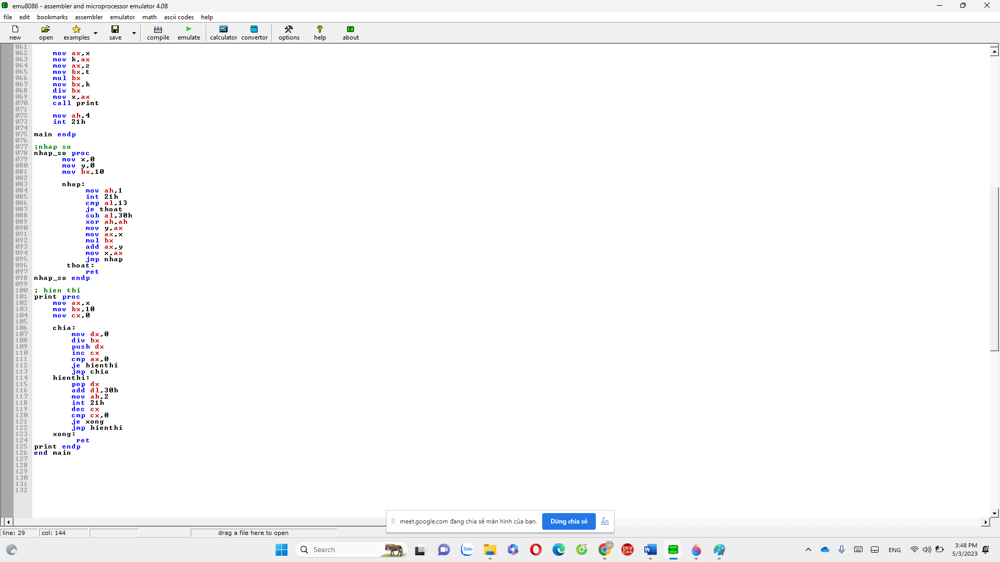 emu8086 - assembler and microprocessor emulator 4.08
file edit bookmarks assembler emulator math ascii codes help
new open examples save compile emulate calculator convertor options help about
061
062 mov ax,x
063 mov k,ax
064 mov ax,z
065 mov bx,t
066 mul bx
067 mov bx,k
068 div bx
069 mov x,ax
070 call print
071
072 mov ah,4
073 int 21h
074
075 main endp
076
077 ;nhap so
078 nhap_so proc
079 mov x,0
080 mov y,0
081 mov bx,10
082
083 nhap:
084 mov ah,1
085 int 21h
086 cmp al,13
087 je thoat
088 sub al,30h
089 xor ah,ah
090 mov y,ax
091 mov ax,x
092 mul bx
093 add ax,y
094 mov x,ax
095 jmp nhap
096 thoat:
097 ret
098 nhap_so endp
099
100 ; hien thi
101 print proc
102 mov ax,x
103 mov bx,10
104 mov cx,0
105
106 chia:
107 mov dx,0
108 div bx
109 push dx
110 inc cx
111 cmp ax,0
112 je hienthi
113 jmp chia
114 hienthi:
115 pop dx
116 add dl,30h
117 mov ah,2
118 int 21h
119 dec cx
120 cmp cx,0
121 je xong
122 jmp hienthi
123 xong:
124 ret
125 print endp
126 end main
127
128
129
130
131
132
meet.google.com đang chia sẻ màn hình của bạn. Dừng chia sẻ Ẩn
line: 29 col: 144 drag a file here to open
Search Zalo DEV C++ 8086 ENG 3:48 PM
5/3/2023